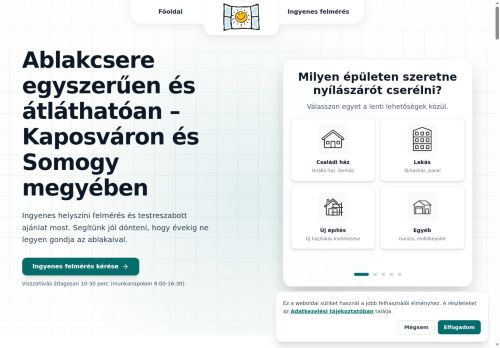 Főoldal
Ingyenes felmérés
Ablakcsere
egyszerűen és
átláthatóan –
Kaposváron és
Somogy
megyében
Ingyenes helyszíni felmérés és testreszabott
ajánlat most. Segítünk jól dönteni, hogy évekig ne
legyen gondja az ablakaival.
Ingyenes felmérés kérése →
Visszahívás átlagosan 10-30 perc (munkanapokon 8:00-16:30).
Milyen épületen szeretne
nyílászárót cserélni?
Válasszon egyet a lenti lehetőségek közül.
Családi ház
Önálló ház, ikerház
Lakás
Társasház, panel
Új építés
Új ház/lakás kivitelezése
Egyéb
Garázs, melléképület
Ez a weboldal sütiket használ a jobb felhasználói élményhez. A részleteket
az Adatkezelési tájékoztatóban találja.
Mégsem
Elfogadom